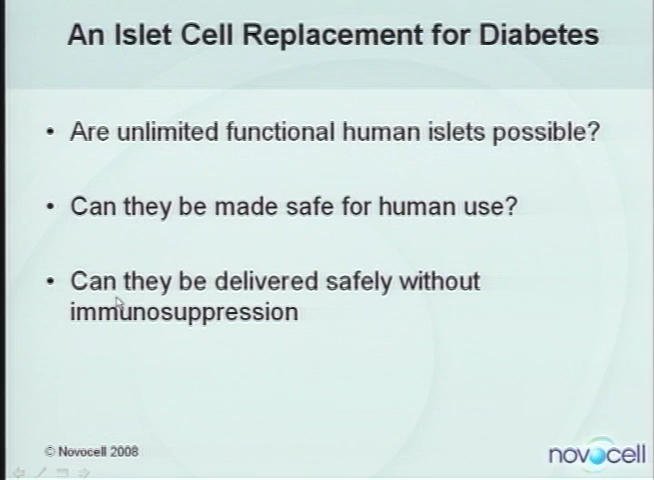 An Islet Cell Replacement for Diabetes
• Are unlimited functional human islets possible?
• Can they be made safe for human use?
• Can they be delivered safely without
immunosuppression
© Novocell 2008
novocell